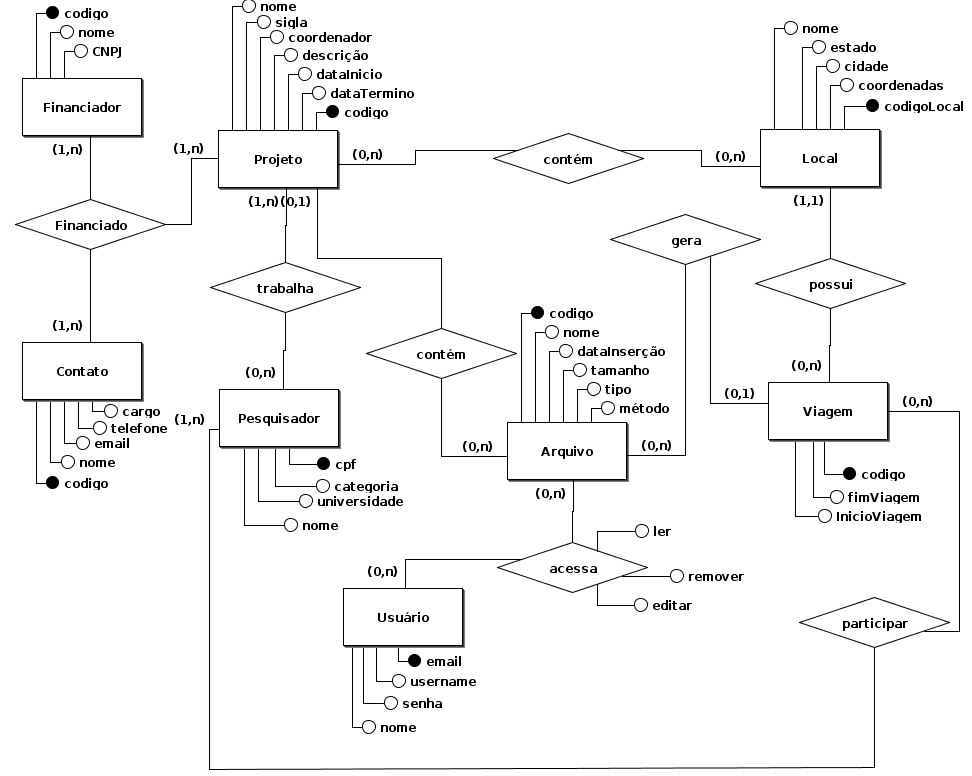 codigo
nome
CNPJ
Financiador
(1,n)
Financiado
(1,n)
Contato
cargo
telefone
email
nome
codigo
nome
sigla
coordenador
descrição
dataInicio
dataTermino
codigo
(1,n)
Projeto
(0,n)
(1,n)
(0,1)
contém
(0,n)
nome
estado
cidade
coordenadas
codigoLocal
Local
(1,1)
trabalha
(0,n)
(1,n)
Pesquisador
cpf
categoria
universidade
nome
contém
(0,n)
gera
(0,1)
(0,n)
possui
(0,n)
Viagem
(0,n)
codigo
fimViagem
InicioViagem
codigo
nome
dataInserção
tamanho
tipo
método
Arquivo
(0,n)
acessa
ler
remover
editar
(0,n)
Usuário
email
username
senha
nome
participar